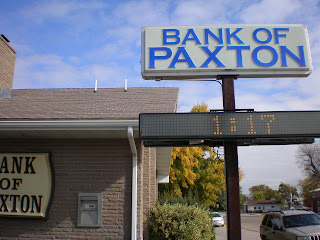 BANK OF
PAXTON
1:17
BANK
OF
PAXTON